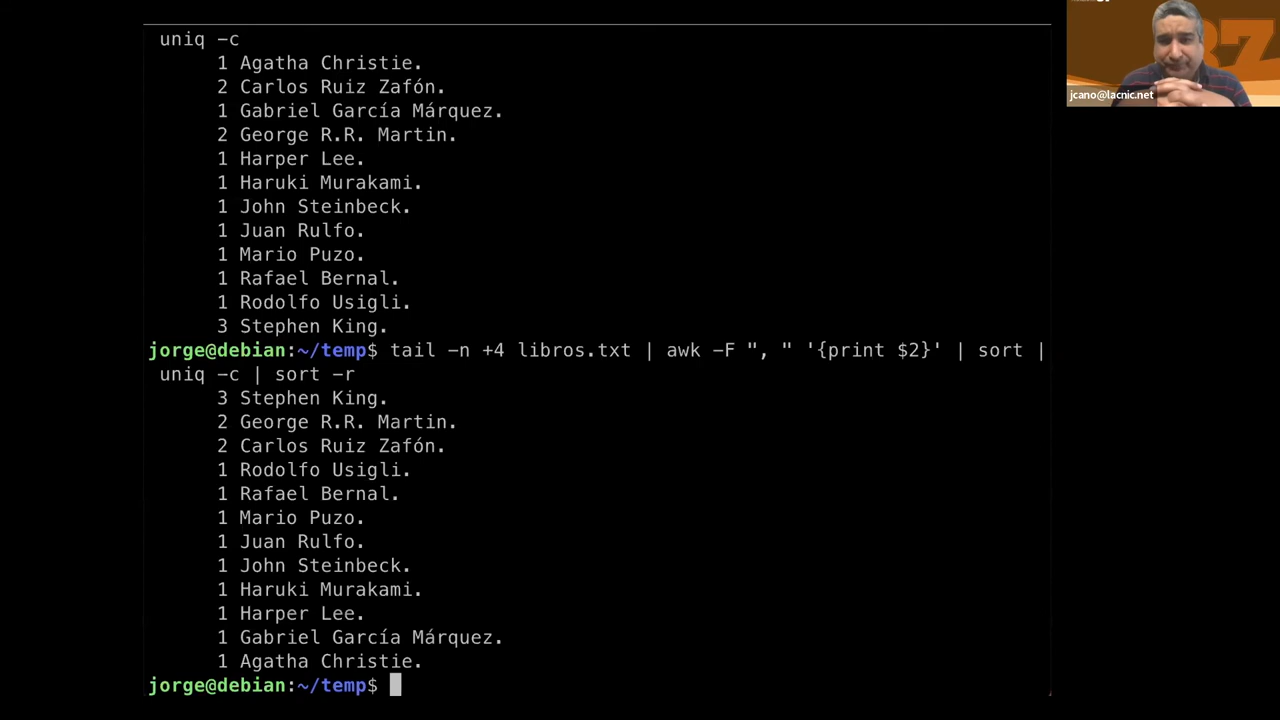 uniq -c
1 Agatha Christie.
2 Carlos Ruiz Zafón.
1 Gabriel García Márquez.
2 George R.R. Martin.
1 Harper Lee.
1 Haruki Murakami.
1 John Steinbeck.
1 Juan Rulfo.
1 Mario Puzo.
1 Rafael Bernal.
1 Rodolfo Usigli.
3 Stephen King.
jorge@debian:~/temp$ tail -n +4 libros.txt | awk -F ", " '{print $2}' | sort |
uniq -c | sort -r
3 Stephen King.
2 George R.R. Martin.
2 Carlos Ruiz Zafón.
1 Rodolfo Usigli.
1 Rafael Bernal.
1 Mario Puzo.
1 Juan Rulfo.
1 John Steinbeck.
1 Haruki Murakami.
1 Harper Lee.
1 Gabriel García Márquez.
1 Agatha Christie.
jorge@debian:~/temp$
jcano@lacnic.net